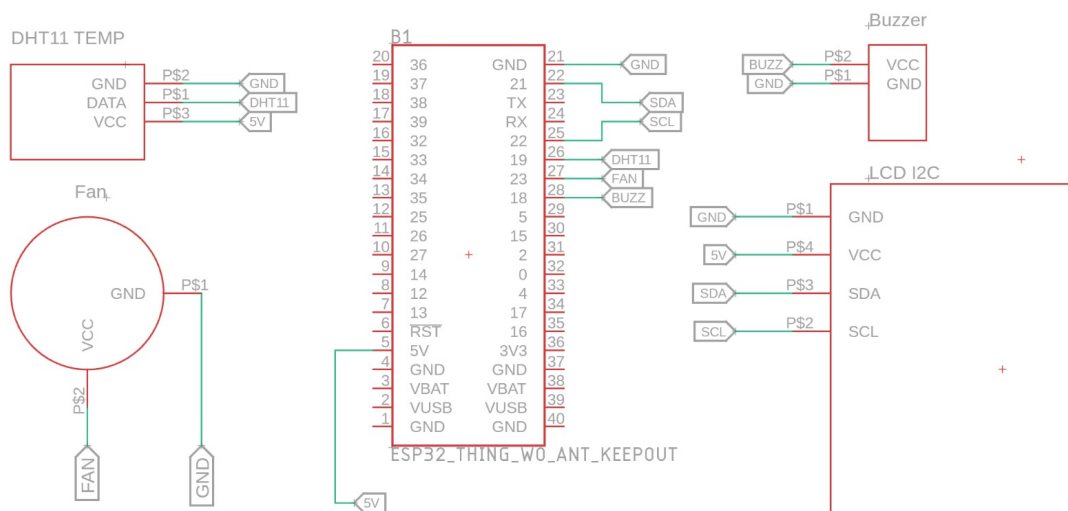 DHT11 TEMP
GND P$2 GND
DATA P$1 DHT11
VCC P$3 5V
Fan
GND P$1
VCC
P$2
FAN
GND
B1
20 36 GND 21 GND
19 37 21 22
18 38 TX 23 SDA
17 39 RX 24 SCL
16 32 22 25
15 33 19 26 DHT11
14 34 23 27 FAN
13 35 18 28 BUZZ
12 25 5 29
11 26 15 30
10 27 2 31
9 14 0 32
8 12 4 33
7 13 17 34
6 RST 16 35
5 5V 3V3 36
4 GND GND 37
3 VBAT VBAT 38
2 VUSB VUSB 39
1 GND GND 40
ESP32_THING_WO_ANT_KEEPOUT
5V
Buzzer
BUZZ P$2 VCC
GND P$1 GND
LCD I2C
GND P$1 GND
5V P$4 VCC
SDA P$3 SDA
SCL P$2 SCL